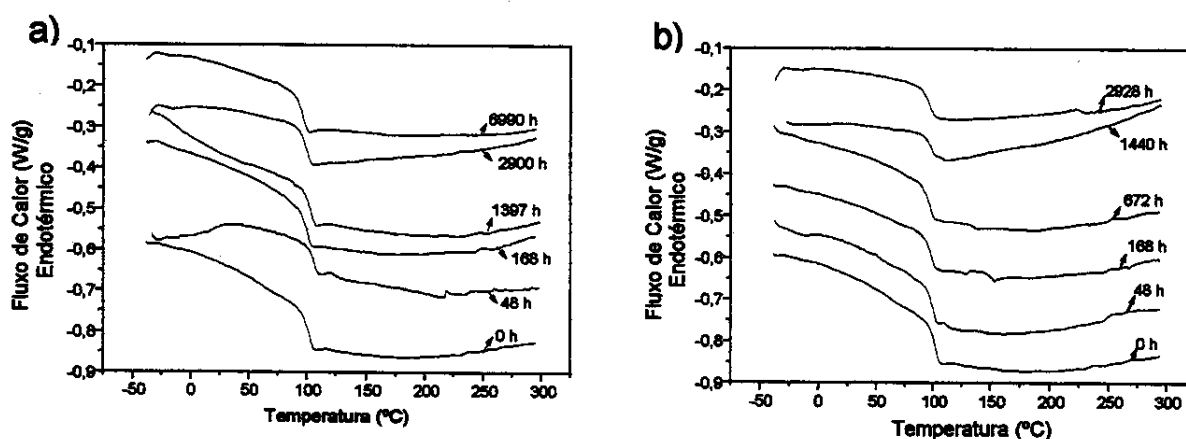 a)
-0,1
-0,2
-0,3
-0,4
-0,5
-0,6
-0,7
-0,8
-0,9
Fluxo de Calor (W/g)
Endotérmico
6990 h
2900 h
1397 h
168 h
48 h
0 h
-50 0 50 100 150 200 250 300
Temperatura (ºC)
b)
-0,1
-0,2
-0,3
-0,4
-0,5
-0,6
-0,7
-0,8
-0,9
Fluxo de Calor (W/g)
Endotérmico
2928 h
1440 h
672 h
168 h
48 h
0 h
-50 0 50 100 150 200 250 300
Temperatura (ºC)